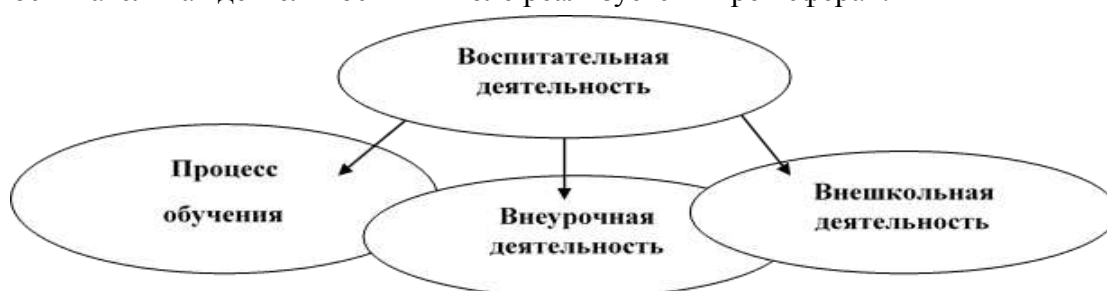 Воспитательная
деятельность
Процесс
обучения
Внеурочная
деятельность
Внешкольная
деятельность